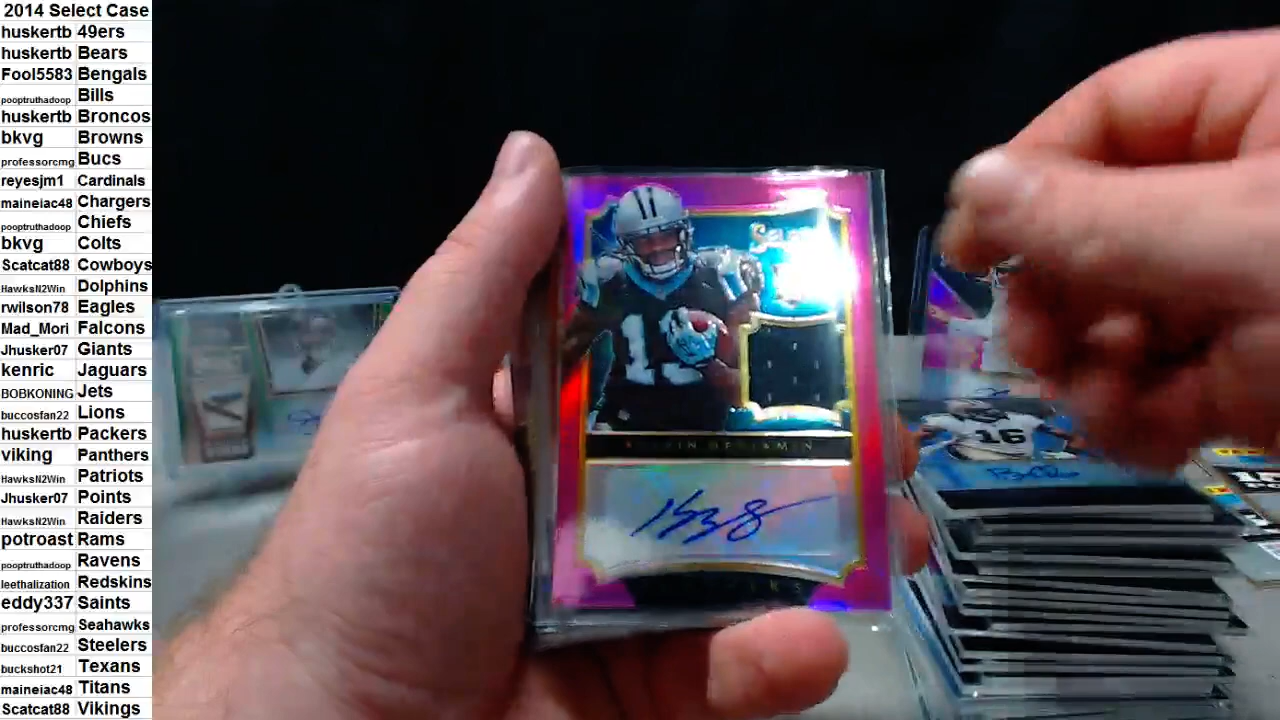 2014 Select Case
huskertb 49ers
huskertb Bears
Fool5583 Bengals
pooptruthadoop Bills
huskertb Broncos
bkvg Browns
professorcmg Bucs
reyesjm1 Cardinals
maineiac48 Chargers
pooptruthadoop Chiefs
bkvg Colts
Scatcat88 Cowboys
HawksN2Win Dolphins
rwilson78 Eagles
Mad_Mori Falcons
Jhusker07 Giants
kenric Jaguars
BOBKONING Jets
buccosfan22 Lions
huskertb Packers
viking Panthers
HawksN2Win Patriots
Jhusker07 Points
HawksN2Win Raiders
potroast Rams
pooptruthadoop Ravens
leethalization Redskins
eddy337 Saints
professorcmg Seahawks
buccosfan22 Steelers
buckshot21 Texans
maineiac48 Titans
Scatcat88 Vikings
13
16